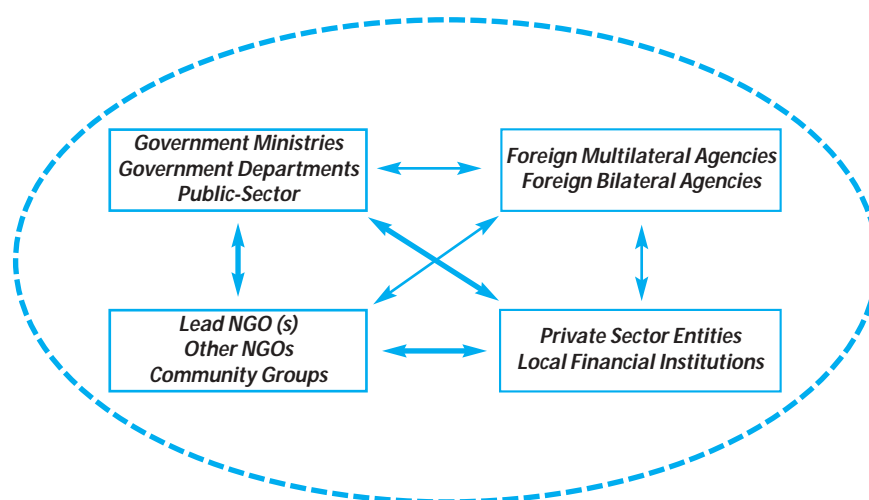 Government Ministries
Government Departments
Public-Sector
Foreign Multilateral Agencies
Foreign Bilateral Agencies
Lead NGO (s)
Other NGOs
Community Groups
Private Sector Entities
Local Financial Institutions